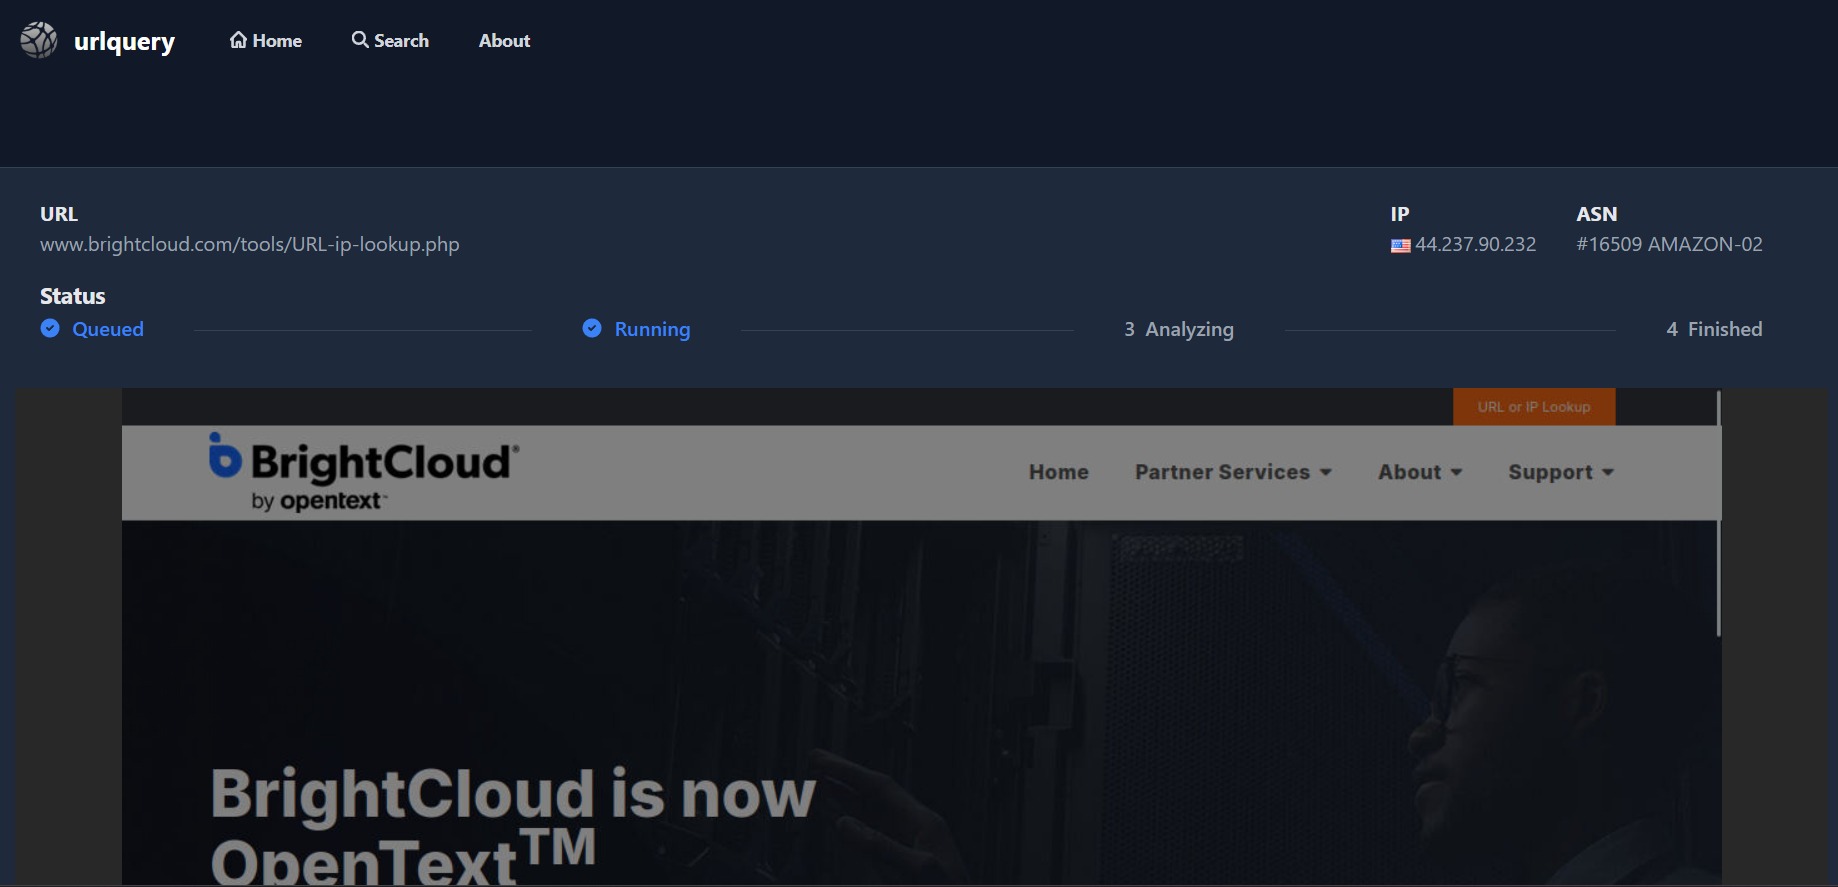 urlquery Home Search About
URL
www.brightcloud.com/tools/URL-ip-lookup.php
IP
44.237.90.232
ASN
#16509 AMAZON-02
Status
Queued
Running
3 Analyzing
4 Finished
URL or IP Lookup
BrightCloud®
by opentext™
Home Partner Services About Support
BrightCloud is now
OpenText™